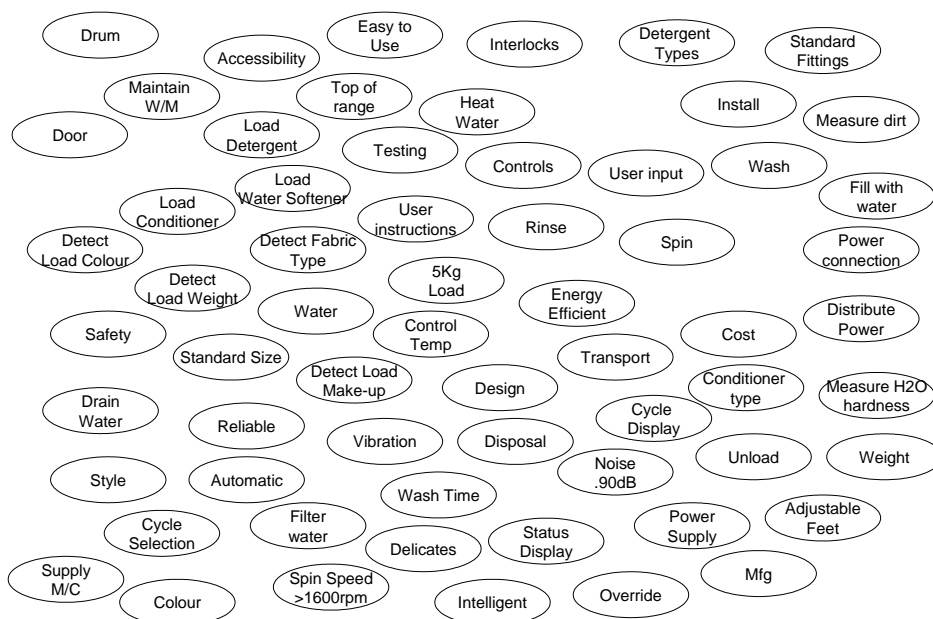 Drum
Accessibility
Easy to
Use
Interlocks
Detergent
Types
Standard
Fittings
Maintain
W/M
Top of
range
Heat
Water
Install
Measure dirt
Door
Load
Detergent
Testing
Controls
User input
Wash
Load
Conditioner
Load
Water Softener
User
instructions
Rinse
Spin
Fill with
water
Detect
Load Colour
Detect Fabric
Type
Power
connection
Detect
Load Weight
Water
5Kg
Load
Energy
Efficient
Distribute
Power
Safety
Standard Size
Control
Temp
Transport
Cost
Detect Load
Make-up
Design
Conditioner
type
Measure H2O
hardness
Drain
Water
Reliable
Vibration
Disposal
Cycle
Display
Unload
Weight
Style
Automatic
Wash Time
Noise
.90dB
Cycle
Selection
Filter
water
Delicates
Status
Display
Power
Supply
Adjustable
Feet
Supply
M/C
Colour
Spin Speed
>1600rpm
Intelligent
Override
Mfg